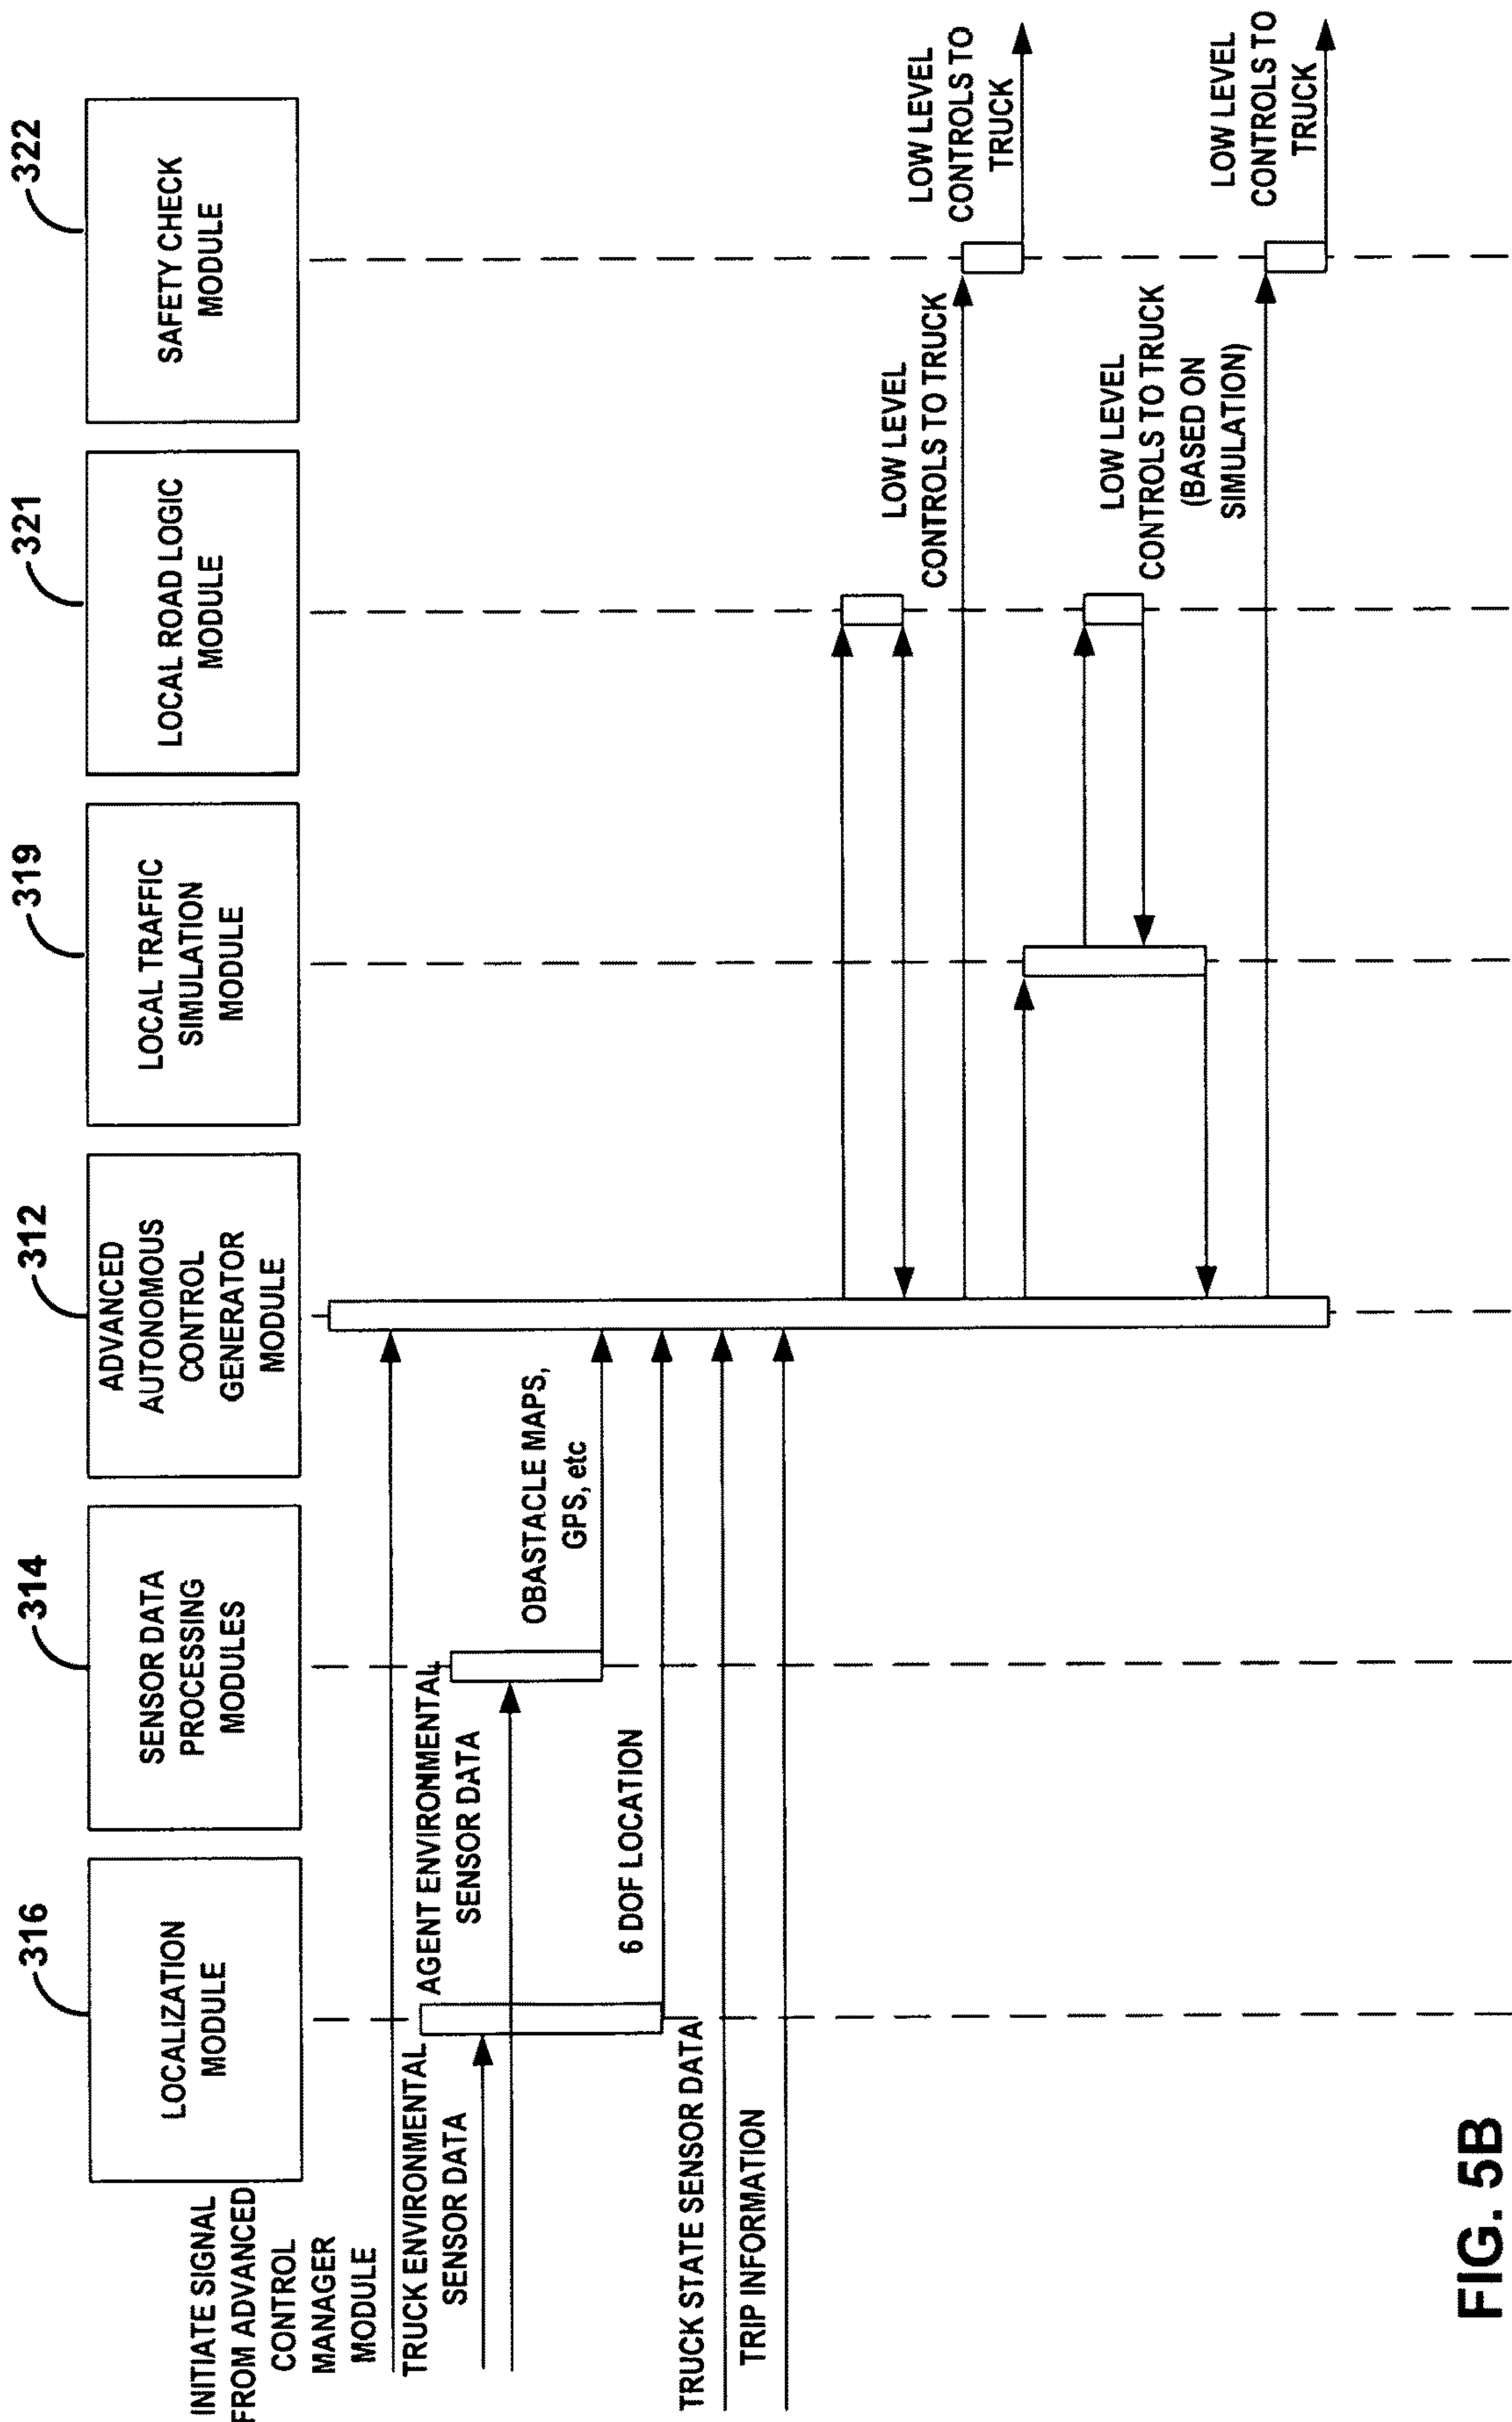 316
LOCALIZATION
MODULE
314
SENSOR DATA
PROCESSING
MODULES
312
ADVANCED
AUTONOMOUS
CONTROL
GENERATOR
MODULE
319
LOCAL TRAFFIC
SIMULATION
MODULE
321
LOCAL ROAD LOGIC
MODULE
322
SAFETY CHECK
MODULE
INITIATE SIGNAL
FROM ADVANCED
CONTROL
MANAGER
MODULE
TRUCK ENVIRONMENTAL
SENSOR DATA
AGENT ENVIRONMENTAL
SENSOR DATA
OBASTACLE MAPS,
GPS, etc
6 DOF LOCATION
TRUCK STATE SENSOR DATA
TRIP INFORMATION
LOW LEVEL
CONTROLS TO TRUCK
LOW LEVEL
CONTROLS TO
TRUCK
LOW LEVEL
CONTROLS TO TRUCK
(BASED ON
SIMULATION)
LOW LEVEL
CONTROLS TO
TRUCK
FIG. 5B